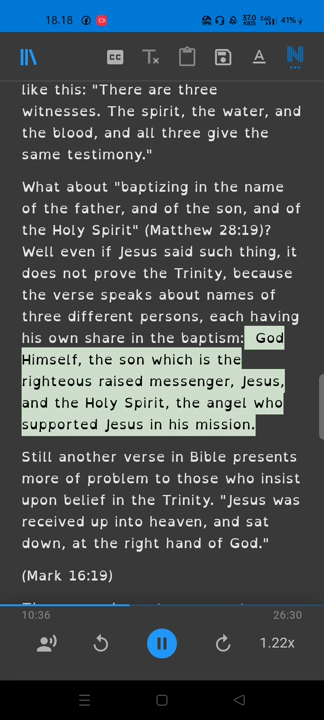 18.18
37.0
KB/S
41%
CC
like this: "There are three
witnesses. The spirit, the water, and
the blood, and all three give the
same testimony."
What about "baptizing in the name
of the father, and of the son, and of
the Holy Spirit" (Matthew 28:19)?
Well even if Jesus said such thing, it
does not prove the Trinity, because
the verse speaks about names of
three different persons, each having
his own share in the baptism: God
Himself, the son which is the
righteous raised messenger, Jesus,
and the Holy Spirit, the angel who
supported Jesus in his mission.
Still another verse in Bible presents
more of problem to those who insist
upon belief in the Trinity. "Jesus was
received up into heaven, and sat
down, at the right hand of God."
(Mark 16:19)
10:36
26:30
1.22x